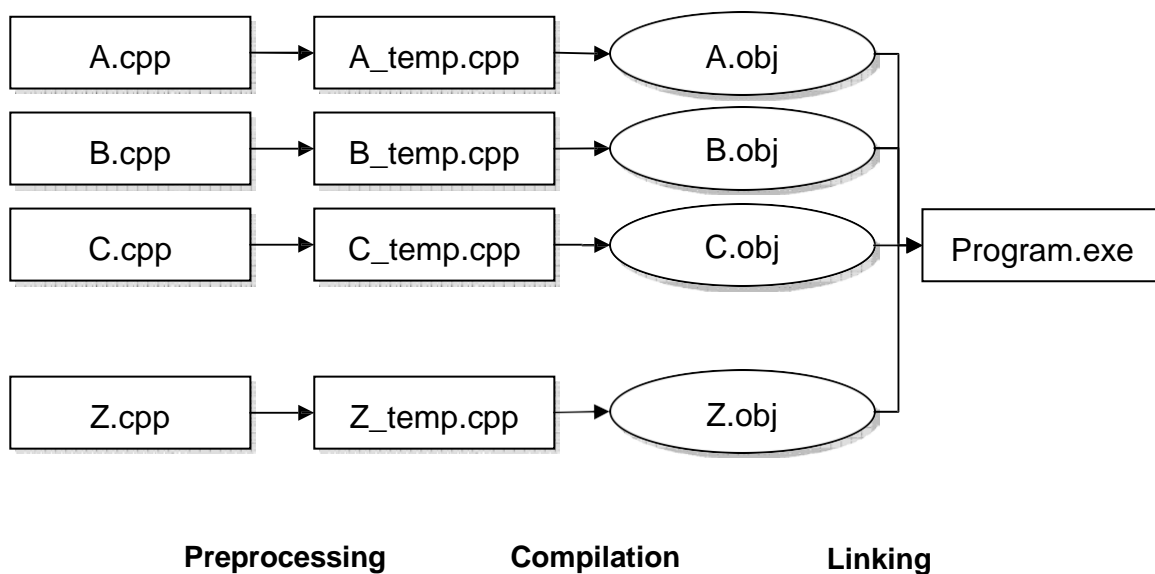 A.cpp A_temp.cpp A.obj
B.cpp B_temp.cpp B.obj
C.cpp C_temp.cpp C.obj Program.exe
Z.cpp Z_temp.cpp Z.obj
Preprocessing Compilation Linking